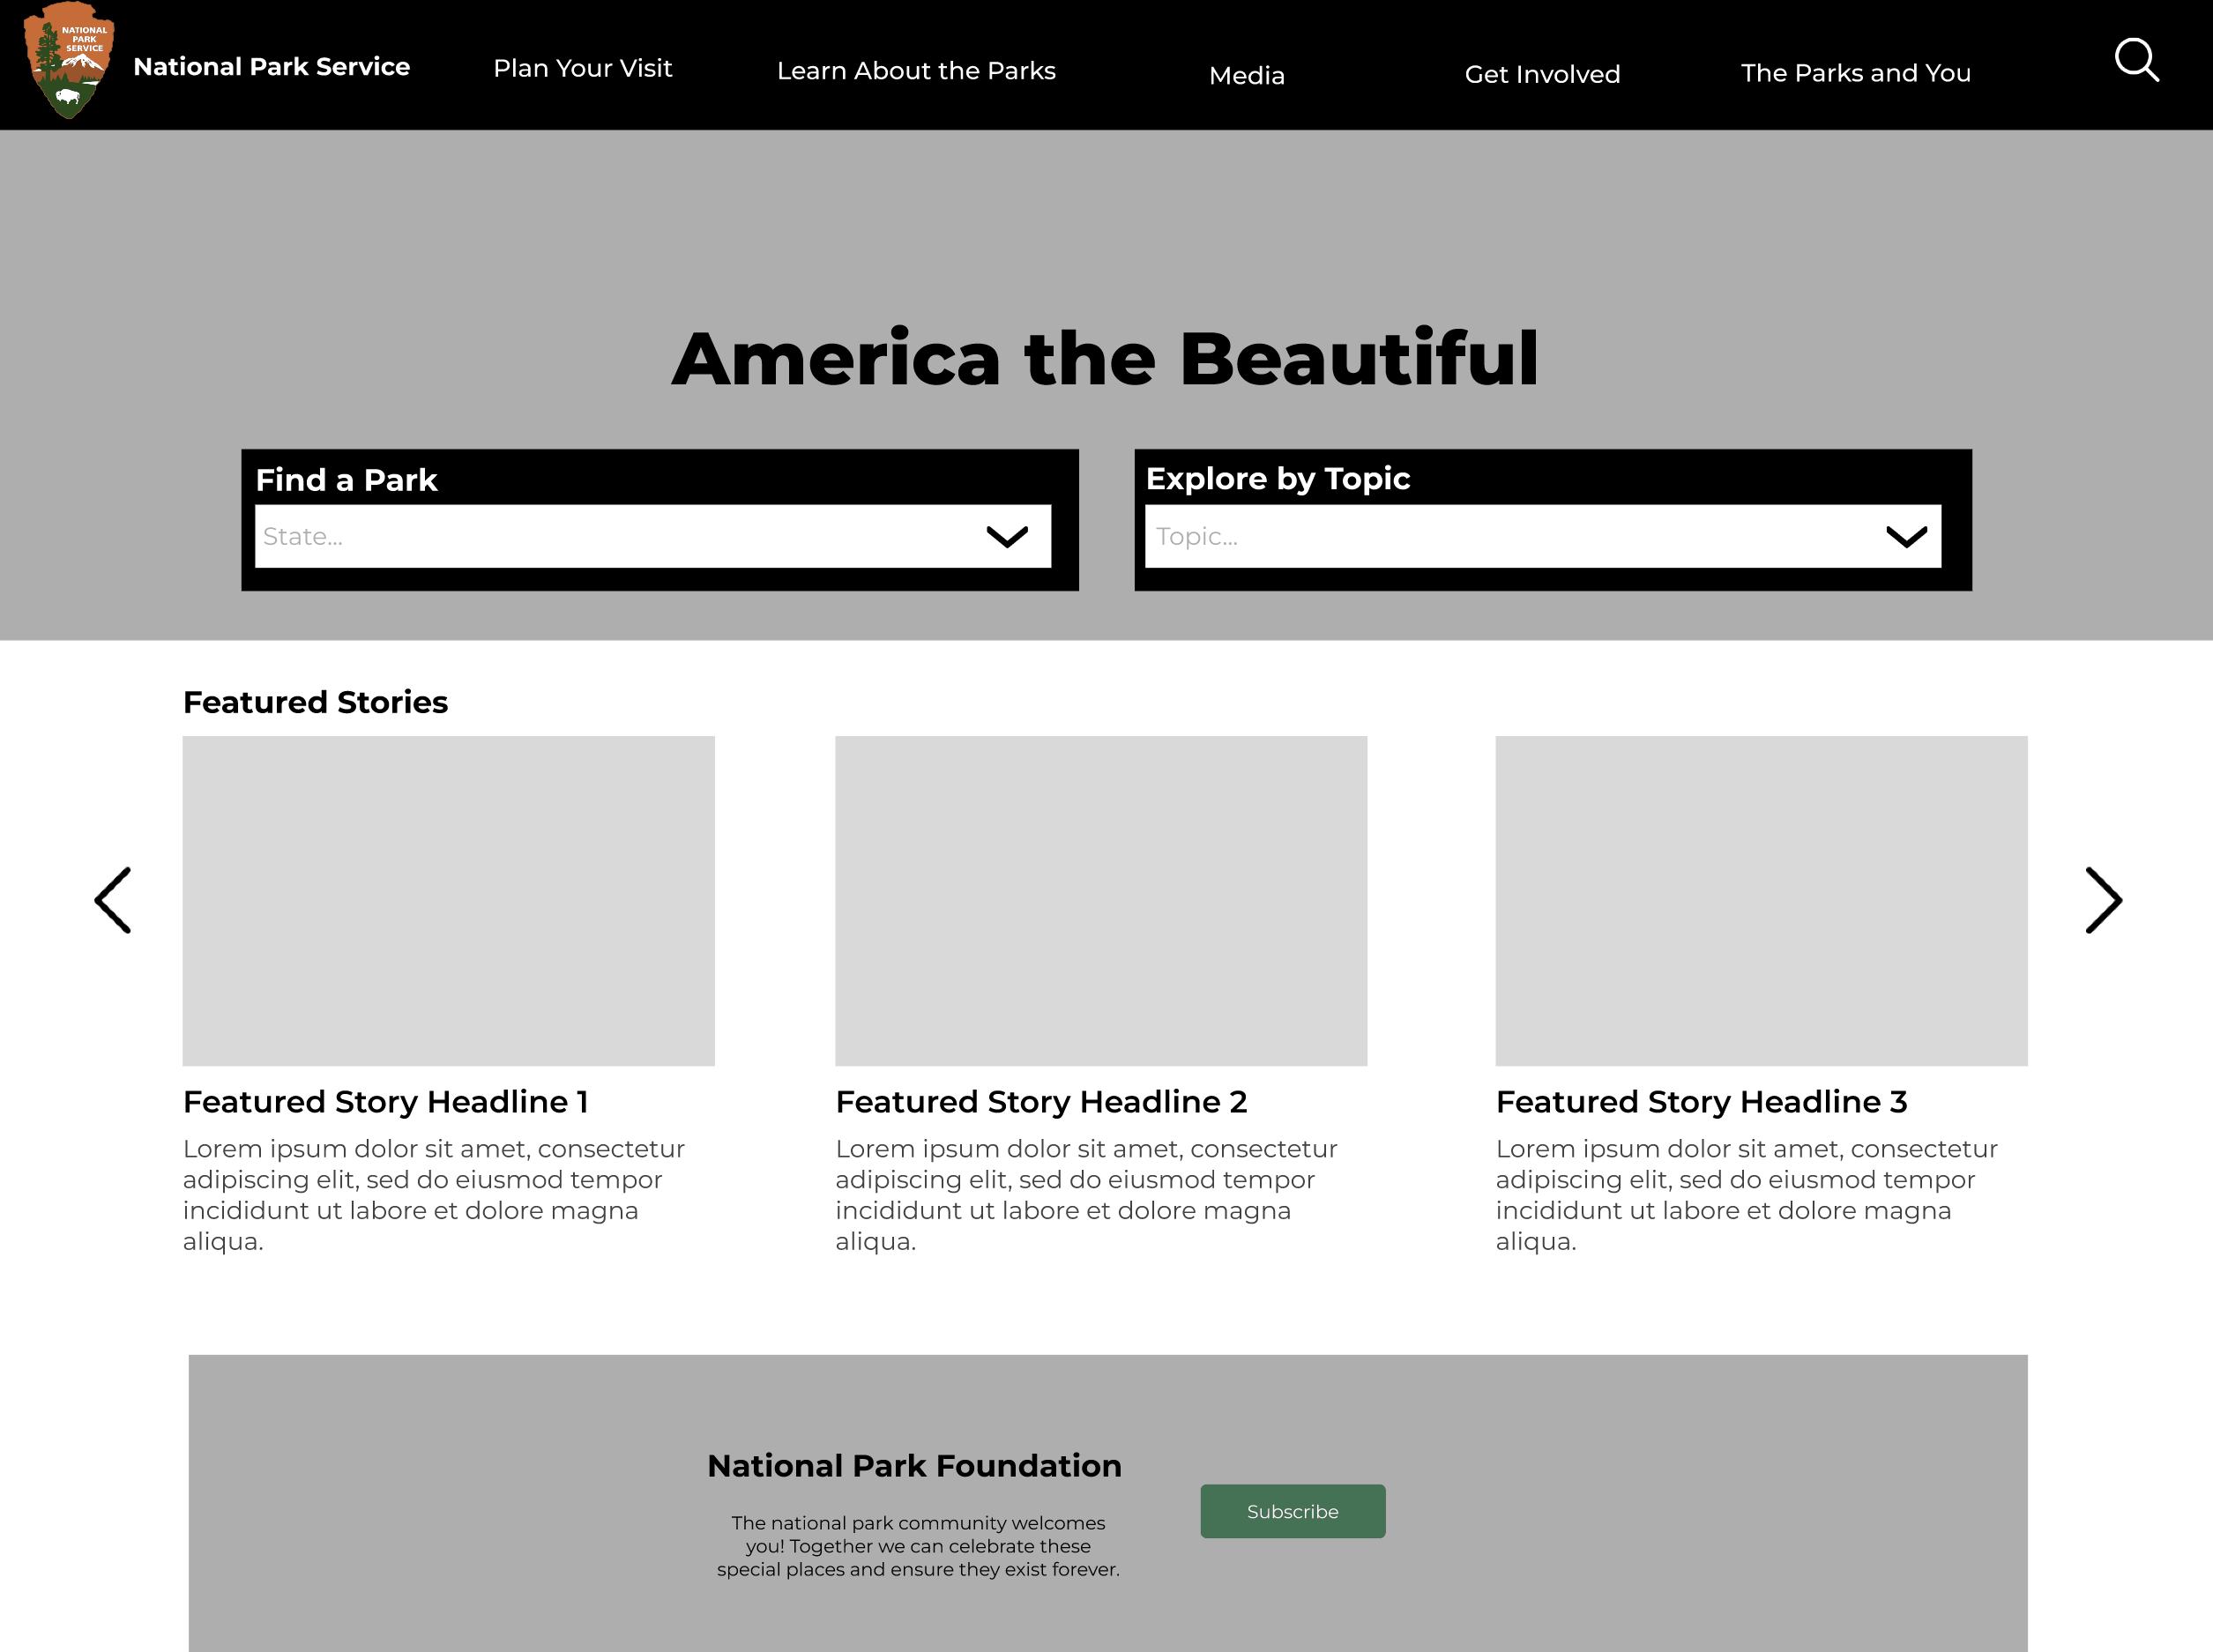 NATIONAL
PARK
SERVICE
National Park Service
Plan Your Visit
Learn About the Parks
Media
Get Involved
The Parks and You
America the Beautiful
Find a Park
State...
Explore by Topic
Topic...
Featured Stories
Featured Story Headline 1
Lorem ipsum dolor sit amet, consectetur
adipiscing elit, sed do eiusmod tempor
incididunt ut labore et dolore magna
aliqua.
Featured Story Headline 2
Lorem ipsum dolor sit amet, consectetur
adipiscing elit, sed do eiusmod tempor
incididunt ut labore et dolore magna
aliqua.
Featured Story Headline 3
Lorem ipsum dolor sit amet, consectetur
adipiscing elit, sed do eiusmod tempor
incididunt ut labore et dolore magna
aliqua.
National Park Foundation
The national park community welcomes
you! Together we can celebrate these
special places and ensure they exist forever.
Subscribe